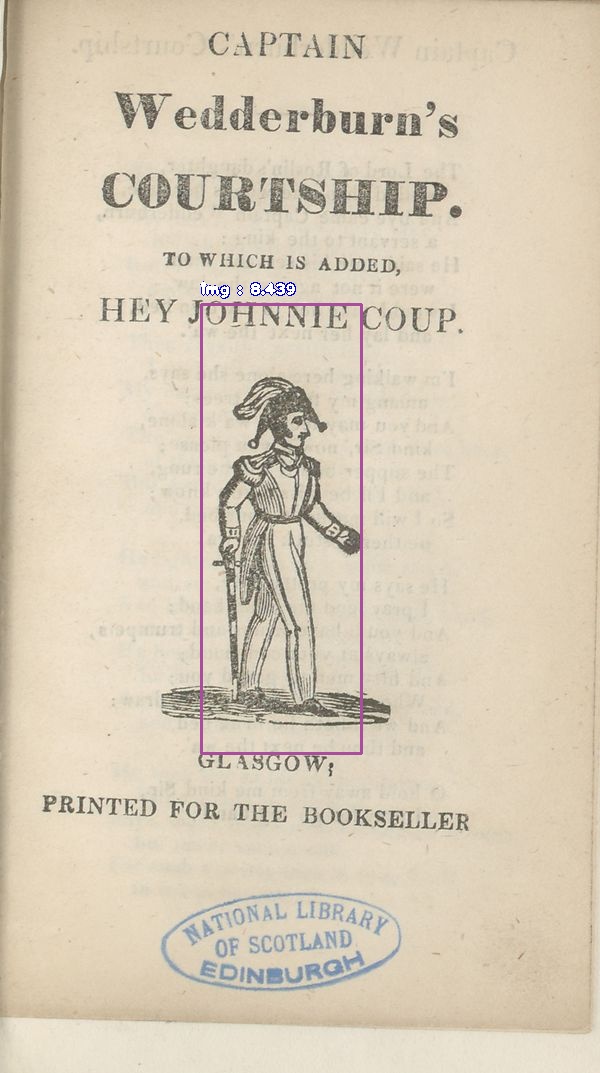 CAPTAIN
Wedderburn's
COURTSHIP.
TO WHICH IS ADDED,
img : 8.439
HEY JOHNNIE COUP.
GLASGOW;
PRINTED FOR THE BOOKSELLER
NATIONAL LIBRARY
OF SCOTLAND
EDINBURGH